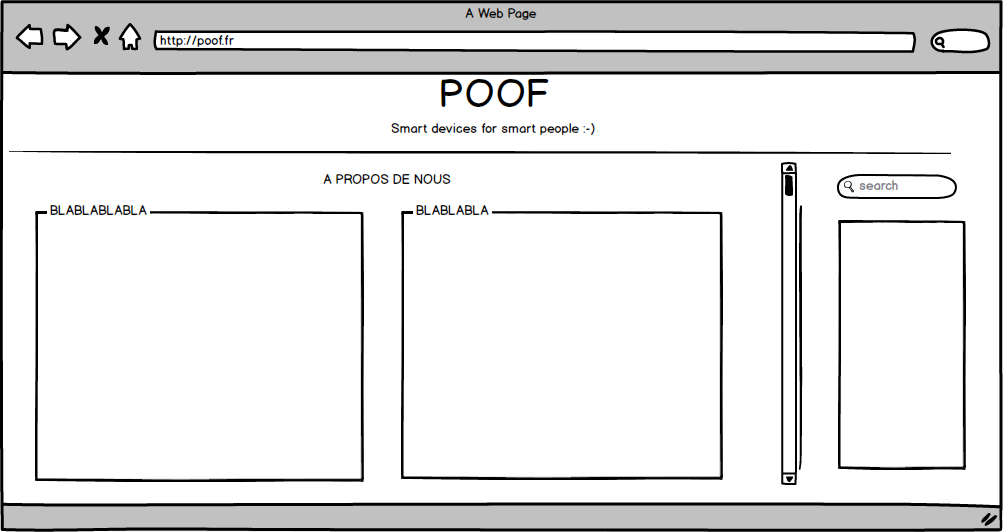 A Web Page
http://poof.fr
POOF
Smart devices for smart people :-)
A PROPOS DE NOUS
search
BLABLABLABLA
BLABLABLA